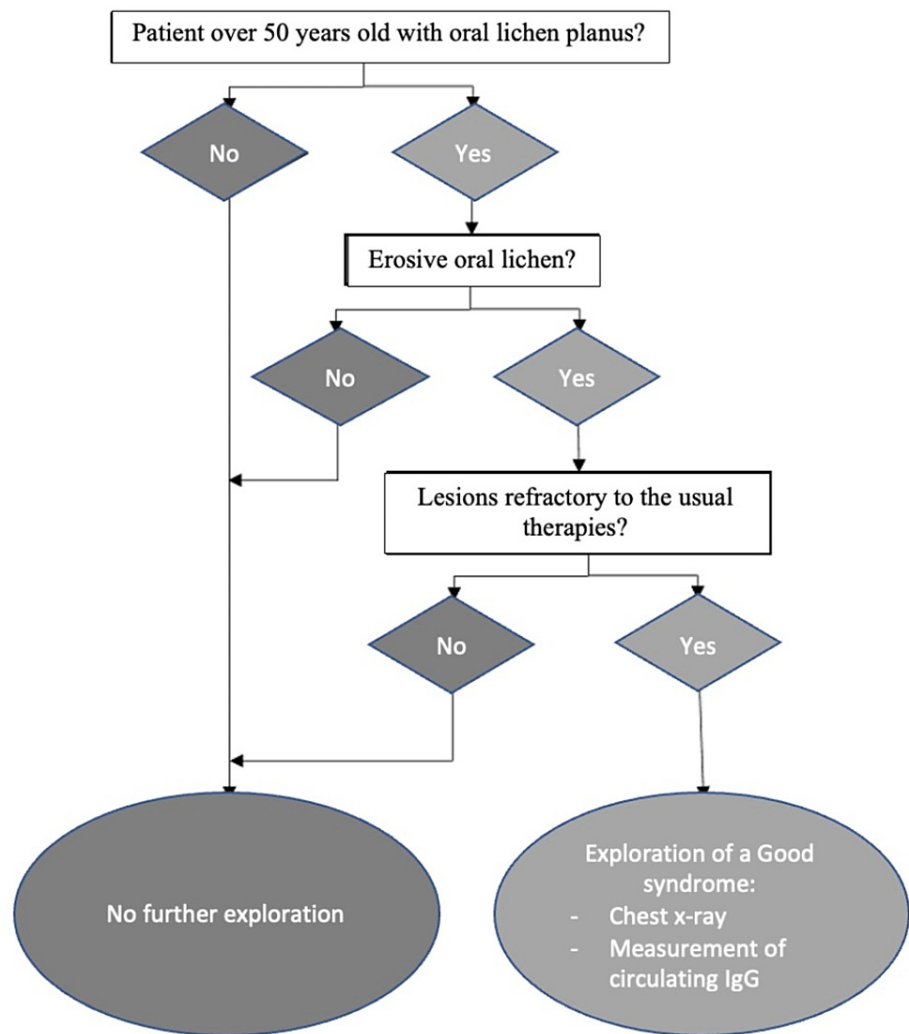 Patient over 50 years old with oral lichen planus?
No
Yes
Erosive oral lichen?
No
Yes
Lesions refractory to the usual
therapies?
No
Yes
No further exploration
Exploration of a Good
syndrome:
- Chest x-ray
- Measurement of
circulating IgG